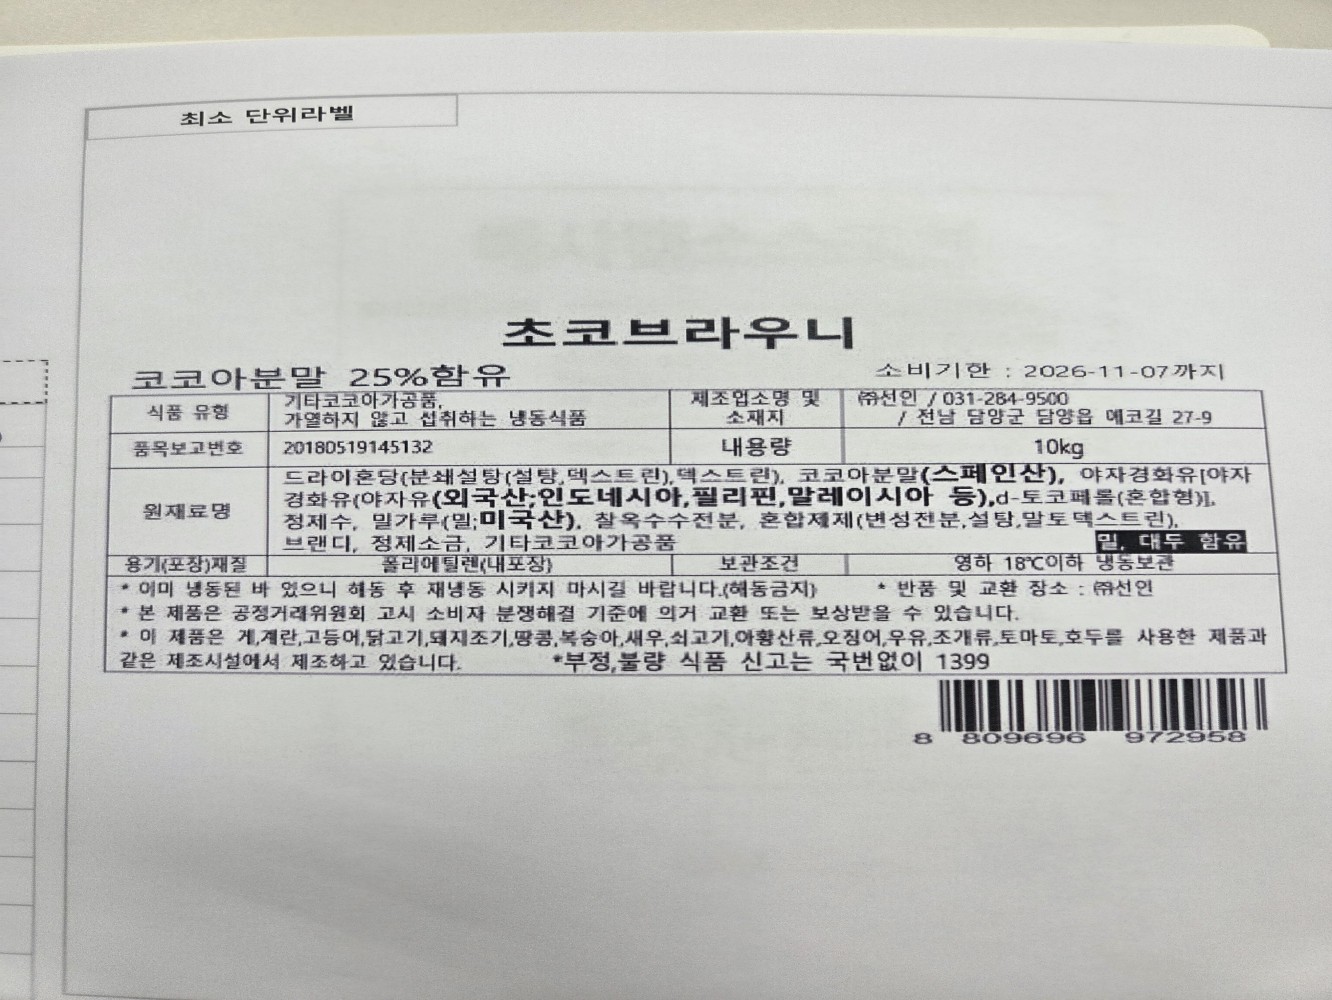 최소 단위라벨
초코브라우니
코코아분말 25%함유
소비기한 : 2026-11-07까지
식품 유형
기타코코아가공품,
가열하지 않고 섭취하는 냉동식품
제조업소명 및
소재지
㈜선인 / 031-284-9500
/ 전남 담양군 담양읍 에코길 27-9
품목보고번호
20180519145132
내용량
10kg
원재료명
드라이혼당(분쇄설탕(설탕,덱스트린),덱스트린), 코코아분말(스페인산), 야자경화유[야자
경화유(야자유(외국산;인도네시아,필리핀,말레이시아 등),d-토코페롤(혼합형)],
정제수, 밀가루(밀;미국산), 찰옥수수전분, 혼합제제(변성전분,설탕,말토덱스트린),
브랜디, 정제소금, 기타코코아가공품
밀, 대두 함유
용기(포장)재질
폴리에틸렌(내포장)
보관조건
영하 18℃이하 냉동보관
* 이미 냉동된 바 있으니 해동 후 재냉동 시키지 마시길 바랍니다.(해동금지)
* 반품 및 교환 장소 : ㈜선인
* 본 제품은 공정거래위원회 고시 소비자 분쟁해결 기준에 의거 교환 또는 보상받을 수 있습니다.
* 이 제품은 게,계란,고등어,닭고기,돼지고기,땅콩,복숭아,새우,쇠고기,아황산류,오징어,우유,조개류,토마토,호두를 사용한 제품과
같은 제조시설에서 제조하고 있습니다.
*부정,불량 식품 신고는 국번없이 1399
8 809696 972958